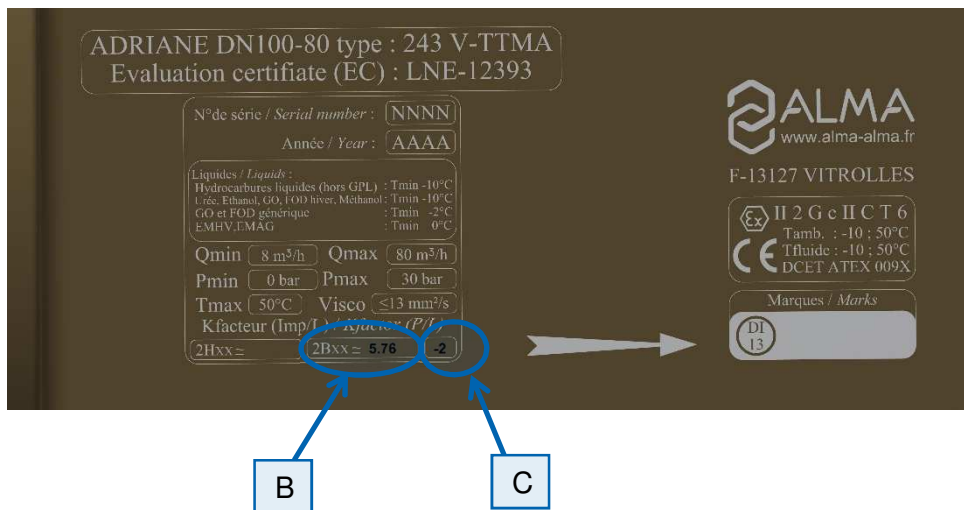 ADRIANE DN100-80 type : 243 V-TTMA
Evaluation certifiate (EC) : LNE-12393
N°de série / Serial number : NNNN
Année / Year : AAAA
Liquides / Liquids :
Hydrocarbures liquides (hors GPL) : Tmin -10°C
Urée, Ethanol, GO, FOD hiver, Méthanol : Tmin -10°C
GO et FOD générique : Tmin -2°C
EMHV,EMAG : Tmin 0°C
Qmin 8 m³/h Qmax 80 m³/h
Pmin 0 bar Pmax 30 bar
Tmax 50°C Visco ≤13 mm²/s
Kfacteur (Imp/L) / Kfactor (P/L)
2Hxx ≃ 2Bxx ≃ 5.76 -2
ALMA
www.alma-alma.fr
F-13127 VITROLLES
Ex II 2 G c II C T 6
Tamb. : -10 ; 50°C
Tfluide : -10 ; 50°C
CE DCET ATEX 009X
Marques / Marks
DI
13
B
C